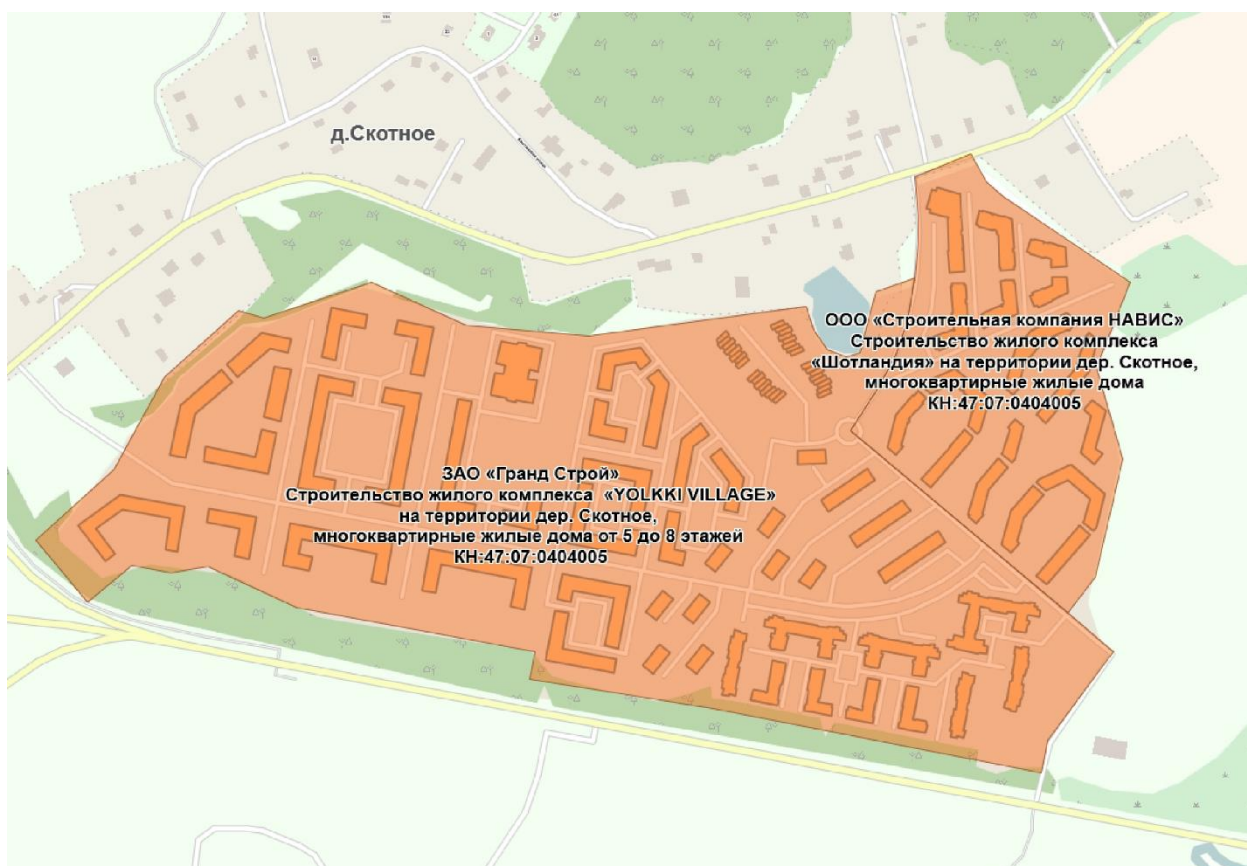 д.Скотное
ООО «Строительная компания НАВИС»
Строительство жилого комплекса
«Шотландия» на территории дер. Скотное,
многоквартирные жилые дома
КН:47:07:0404005
ЗАО «Гранд Строй»
Строительство жилого комплекса «YOLKKI VILLAGE»
на территории дер. Скотное,
многоквартирные жилые дома от 5 до 8 этажей
КН:47:07:0404005